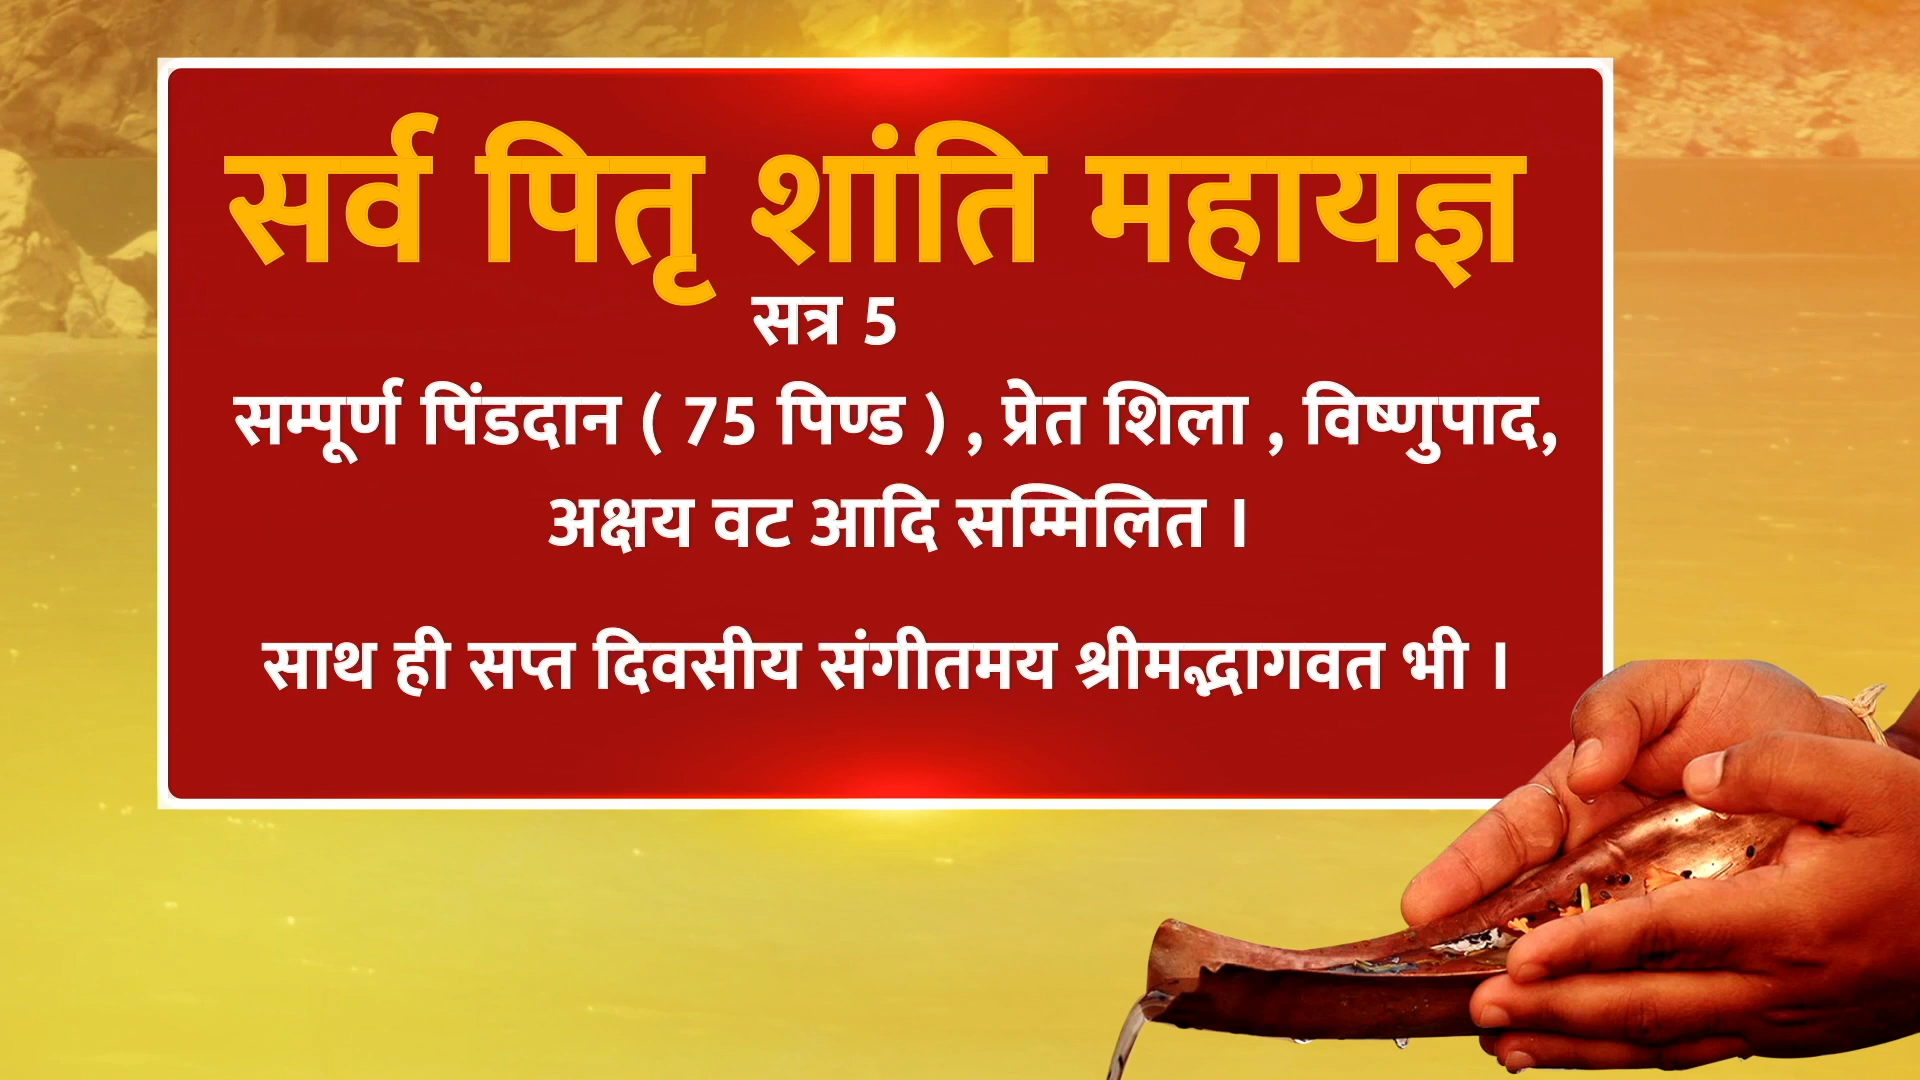 सर्व पितृ शांति महायज्ञ
सत्र 5
सम्पूर्ण पिंडदान ( 75 पिण्ड ) , प्रेत शिला , विष्णुपाद,
अक्षय वट आदि सम्मिलित ।
साथ ही सप्त दिवसीय संगीतमय श्रीमद्भागवत भी ।